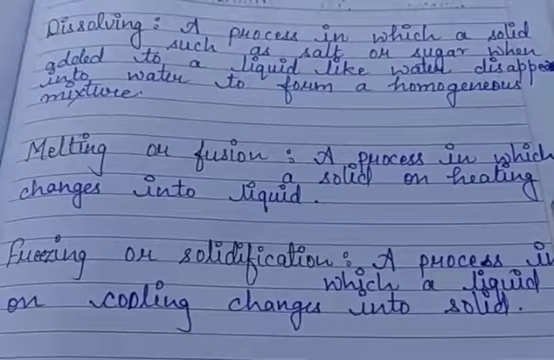 Dissolving : A process in which a solid
such as salt or sugar when
added to a liquid like water disappear
into water to form a homogeneous
mixture.
Melting or fusion : A process in which
a solid on heating
changes into liquid.
Freezing or solidification : A process in
which a liquid
on cooling changes into solid.